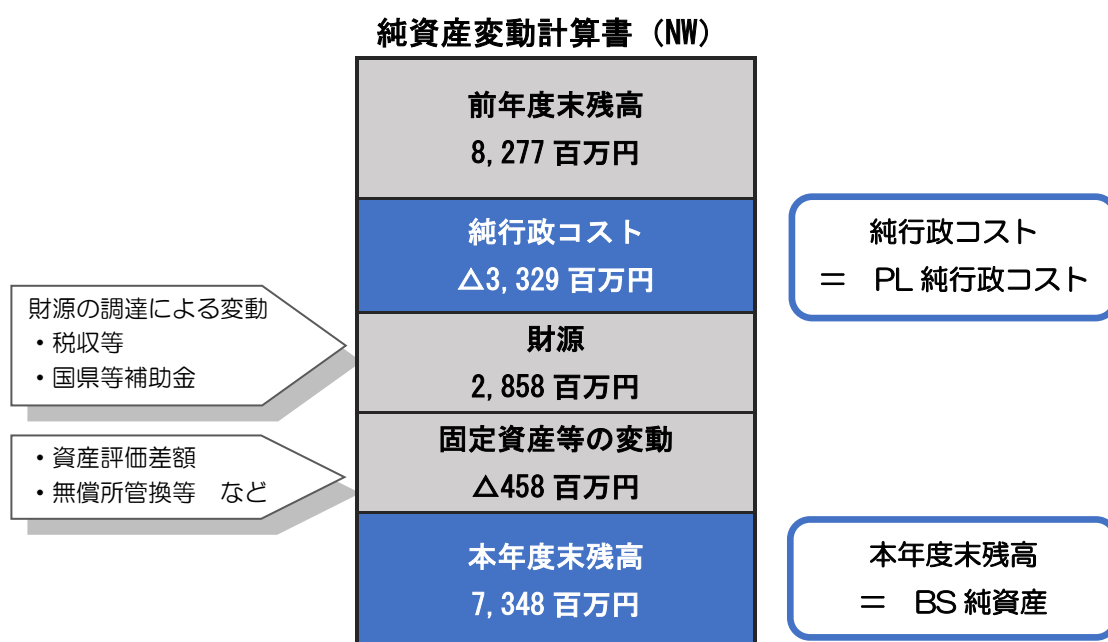 純資産変動計算書（NW）
前年度末残高
8,277 百万円
純行政コスト
△3,329 百万円
純行政コスト
＝　PL 純行政コスト
財源の調達による変動
・税収等
・国県等補助金
財源
2,858 百万円
固定資産等の変動
△458 百万円
・資産評価差額
・無償所管換等　など
本年度末残高
7,348 百万円
本年度末残高
＝　BS 純資産